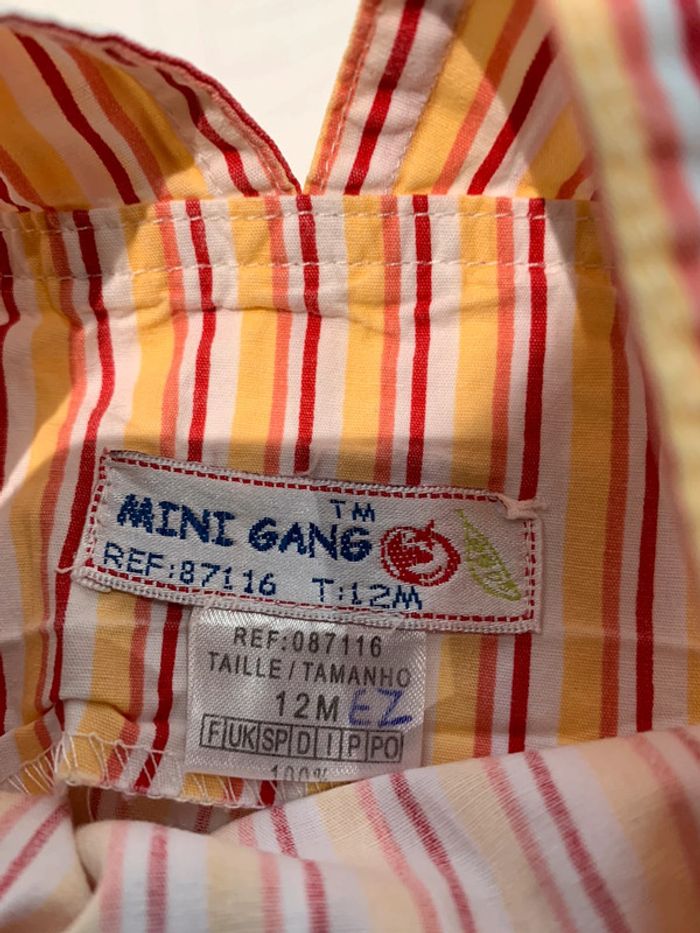 MINI GANG TM
REF:87116 T:12M
REF:087116
TAILLE/TAMANHO
12M EZ
F UK SP D I P PO
100%